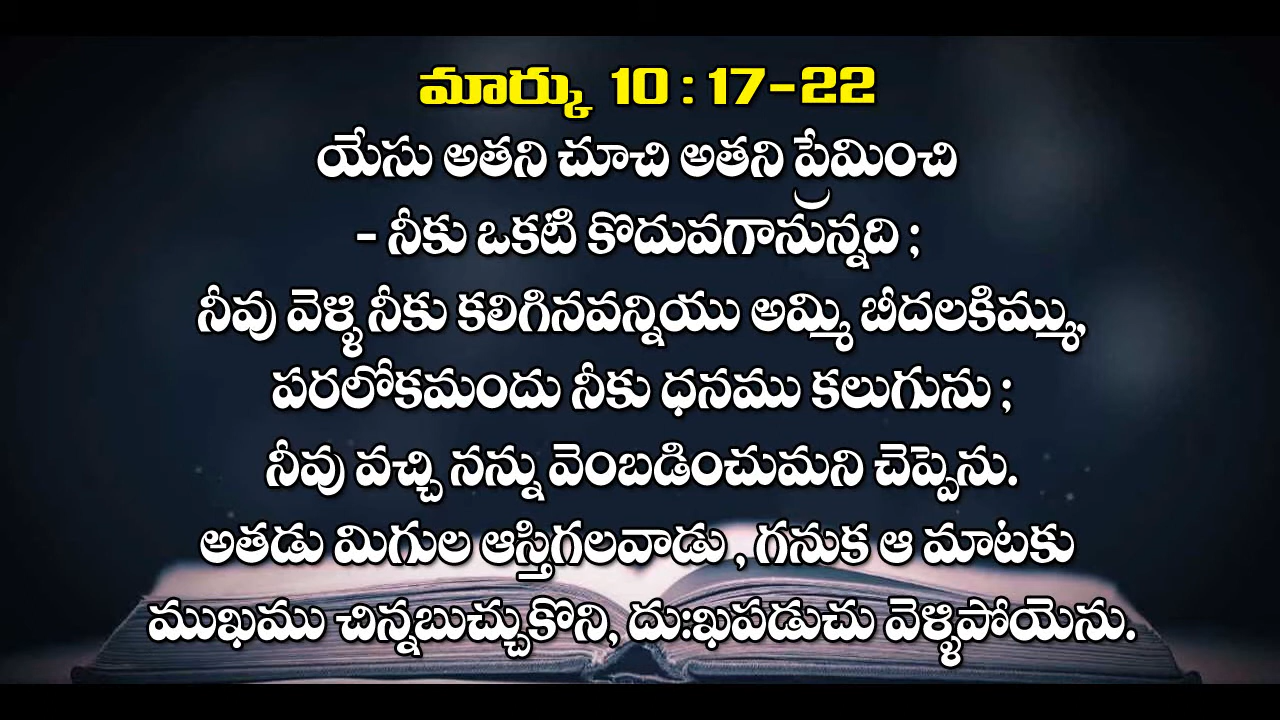 మార్కు 10 : 17-22
యేసు అతని చూచి అతని ప్రేమించి
- నీకు ఒకటి కొదువగానున్నది ;
నీవు వెళ్ళి నీకు కలిగినవన్నియు అమ్మి బీదలకిమ్ము,
పరలోకమందు నీకు ధనము కలుగును ;
నీవు వచ్చి నన్ను వెంబడించుమని చెప్పెను.
అతడు మిగుల ఆస్తిగలవాడు , గనుక ఆ మాటకు
ముఖము చిన్నబుచ్చుకొని, దుఃఖపడుచు వెళ్ళిపోయెను.